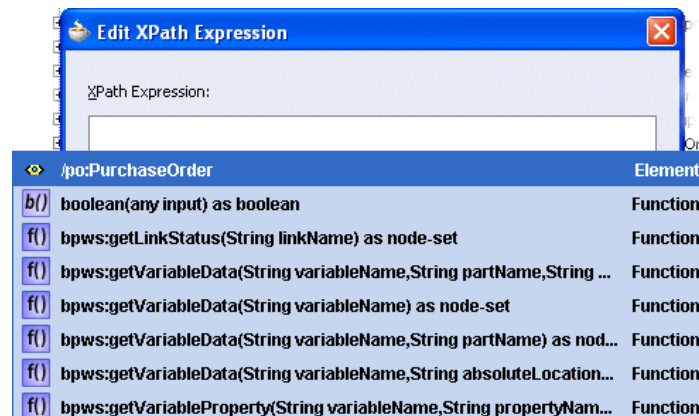 Edit XPath Expression
XPath Expression:
/po:PurchaseOrder Element
b() boolean(any input) as boolean Function
f() bpws:getLinkStatus(String linkName) as node-set Function
f() bpws:getVariableData(String variableName,String partName,String ... Function
f() bpws:getVariableData(String variableName) as node-set Function
f() bpws:getVariableData(String variableName,String partName) as nod... Function
f() bpws:getVariableData(String variableName,String absoluteLocation... Function
f() bpws:getVariableProperty(String variableName,String propertyNam... Function